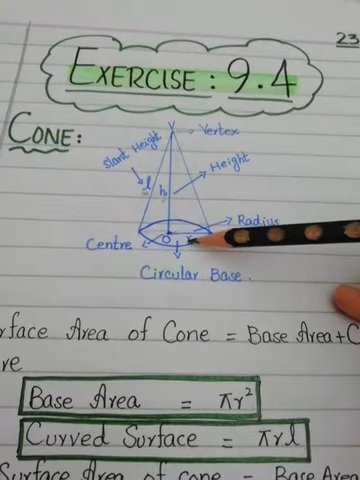 23
EXERCISE : 9.4
CONE:
V Vertex
Slant Height
Height
l
h
Radius
Centre
O r
Circular Base.
rface Area of Cone = Base Area + C
re
Base Area = πr²
Curved Surface = πrl
Surface Area of cone = Base Area